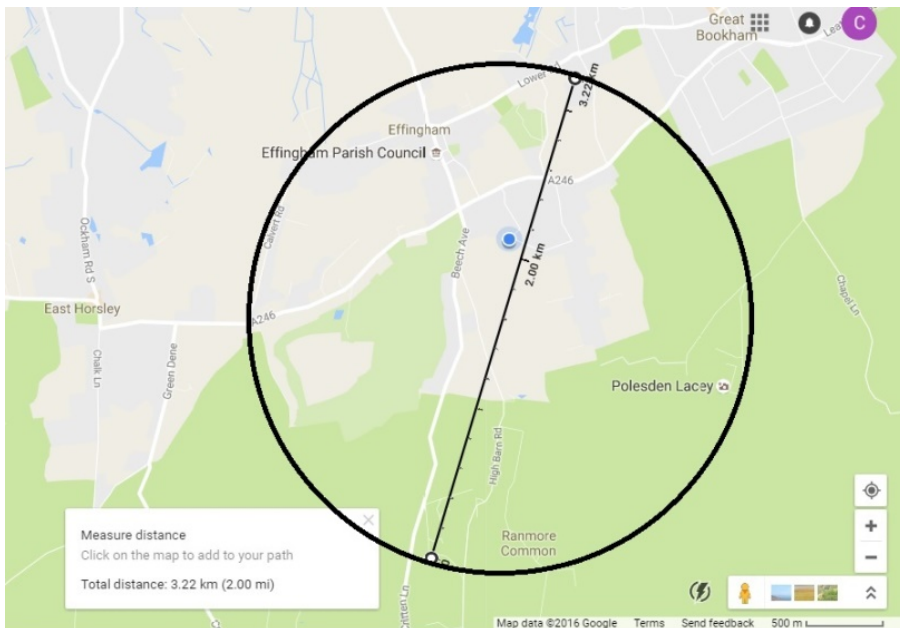 Great
Bookham
C
Lower
3.22 km
Effingham
Effingham Parish Council
A246
Calvert Rd
Ockham Rd S
Beech Ave
2.00 km
Chapel Ln
East Horsley
A246
Chalk Ln
Green Dene
Polesden Lacey
High Barn Rd
Ranmore
Common
Measure distance
Click on the map to add to your path
Total distance: 3.22 km (2.00 mi)
Map data ©2016 Google Terms Send feedback 500 m